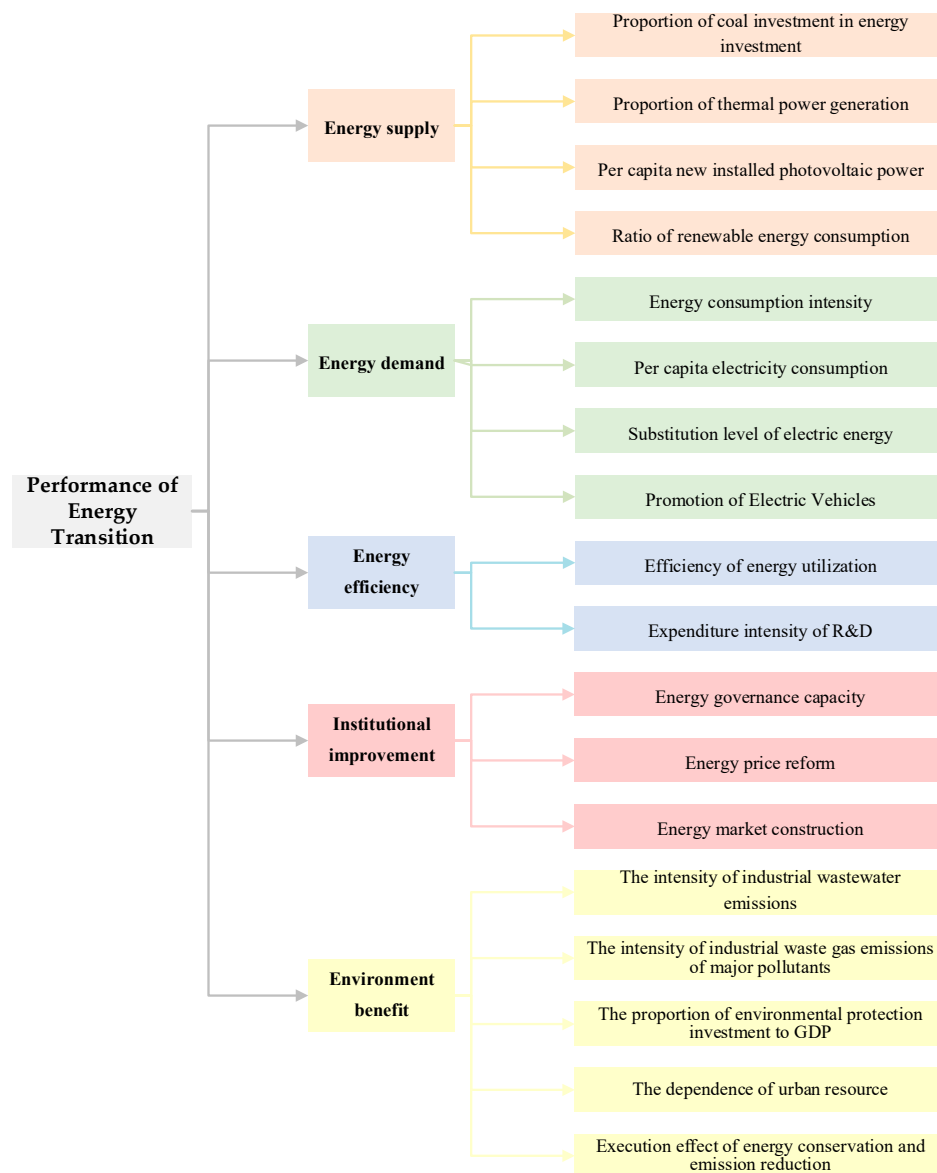 Performance of
Energy
Transition
Energy supply
Proportion of coal investment in energy
investment
Proportion of thermal power generation
Per capita new installed photovoltaic power
Ratio of renewable energy consumption
Energy demand
Energy consumption intensity
Per capita electricity consumption
Substitution level of electric energy
Promotion of Electric Vehicles
Energy
efficiency
Efficiency of energy utilization
Expenditure intensity of R&D
Institutional
improvement
Energy governance capacity
Energy price reform
Energy market construction
Environment
benefit
The intensity of industrial wastewater
emissions
The intensity of industrial waste gas emissions
of major pollutants
The proportion of environmental protection
investment to GDP
The dependence of urban resource
Execution effect of energy conservation and
emission reduction